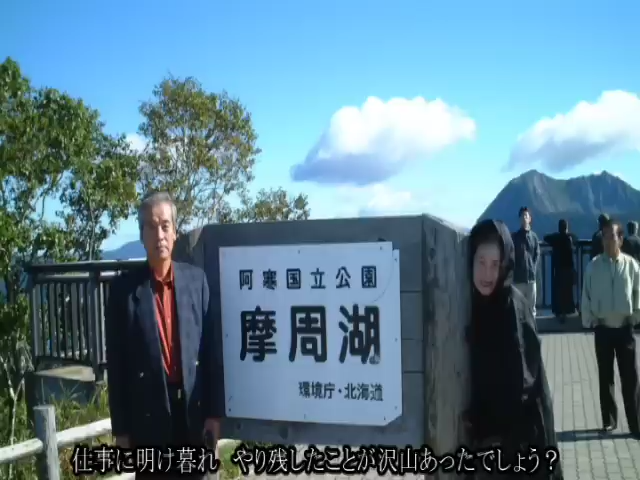 阿寒国立公園
摩周湖
環境庁・北海道
仕事に明け暮れ　やり残したことが沢山あったでしょう？